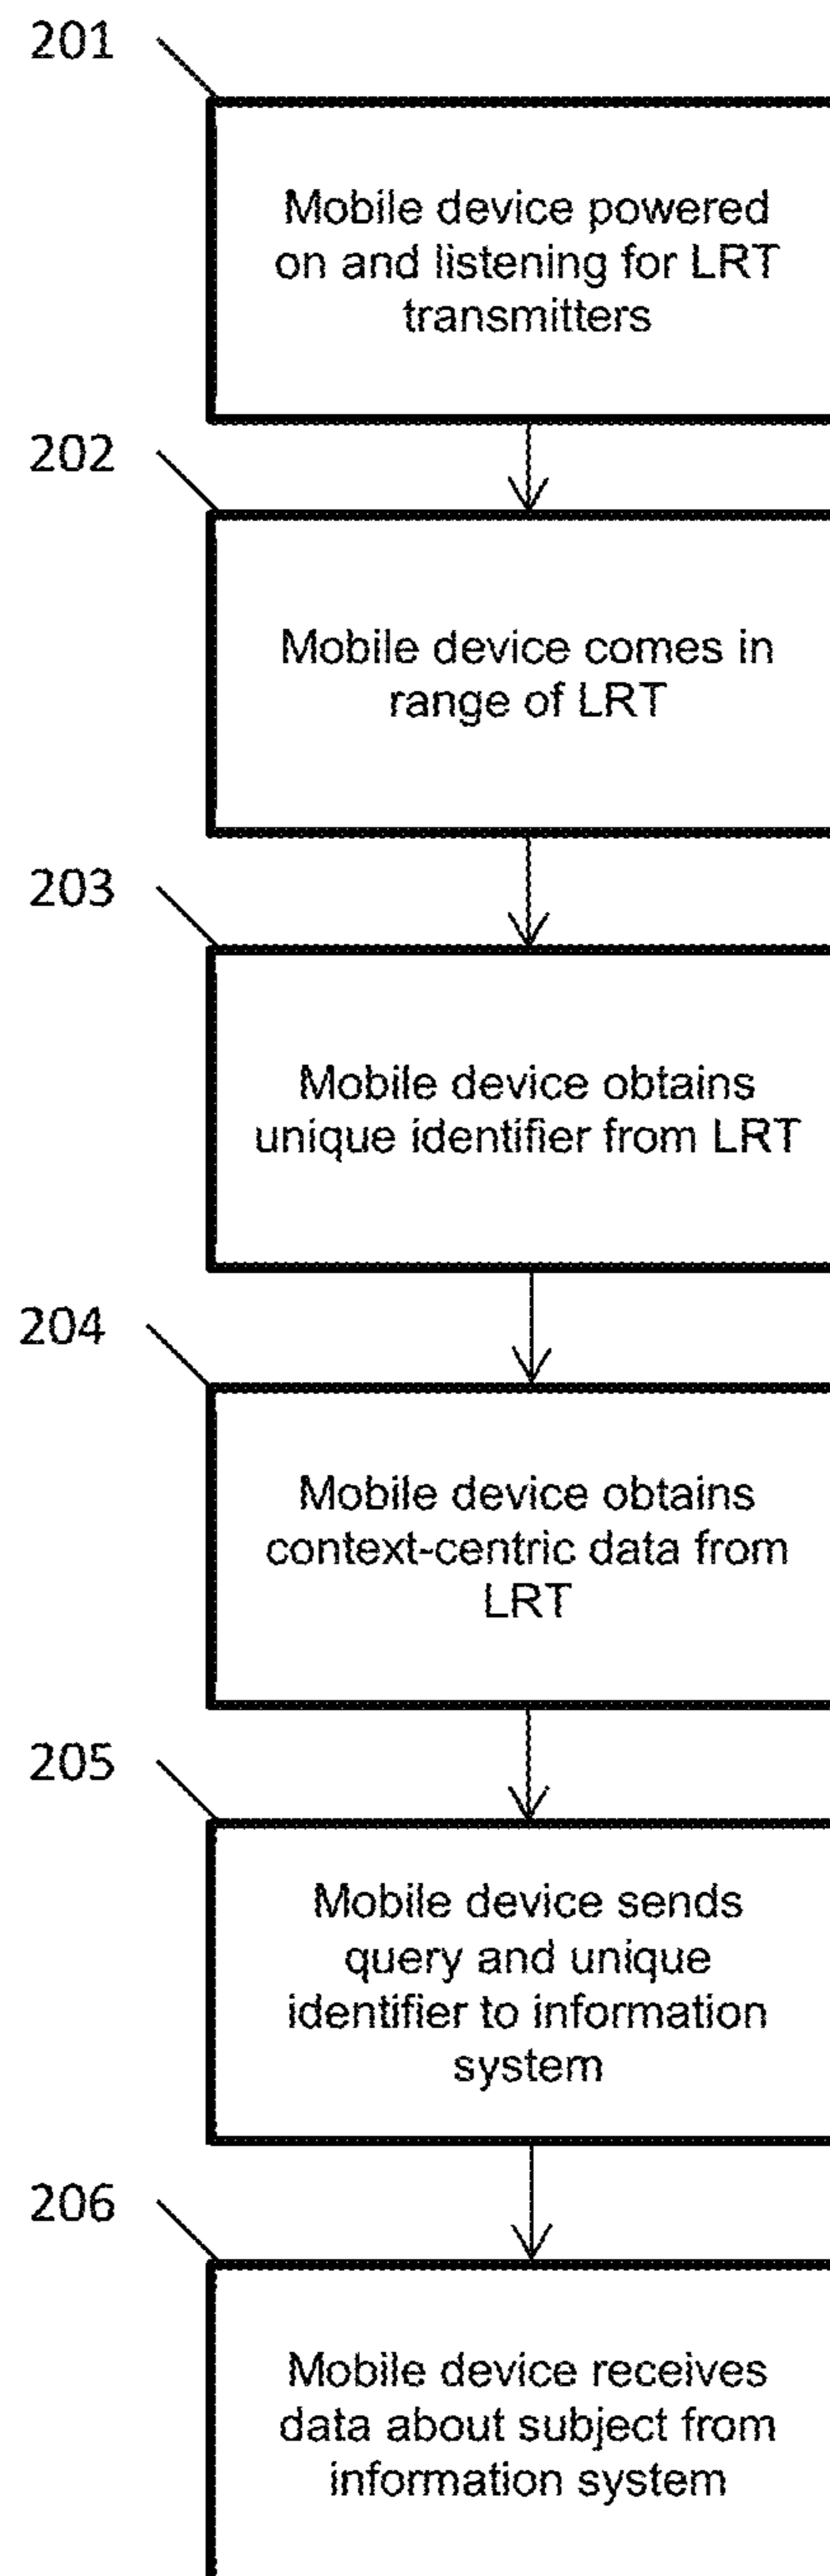 201
Mobile device powered
on and listening for LRT
transmitters
202
Mobile device comes in
range of LRT
203
Mobile device obtains
unique identifier from LRT
204
Mobile device obtains
context-centric data from
LRT
205
Mobile device sends
query and unique
identifier to information
system
206
Mobile device receives
data about subject from
information system